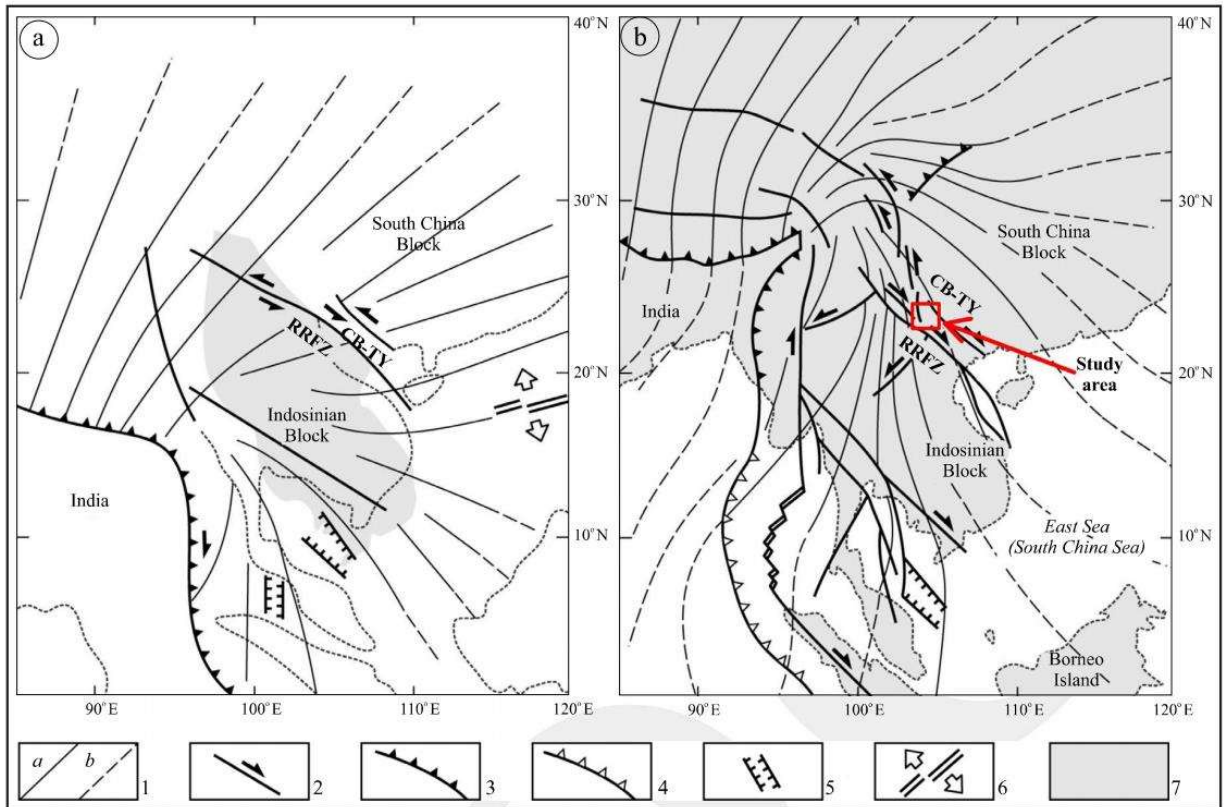 a
40°N
South China
Block
30°N
RRFZ
CB-TY
20°N
Indosinian
Block
India
10°N
90°E
100°E
110°E
120°E
b
40°N
30°N
South China
Block
India
CB-TY
RRFZ
Study
area
20°N
Indosinian
Block
East Sea
(South China Sea)
10°N
Borneo
Island
90°E
100°E
110°E
120°E
a b 1
2
3
4
5
6
7